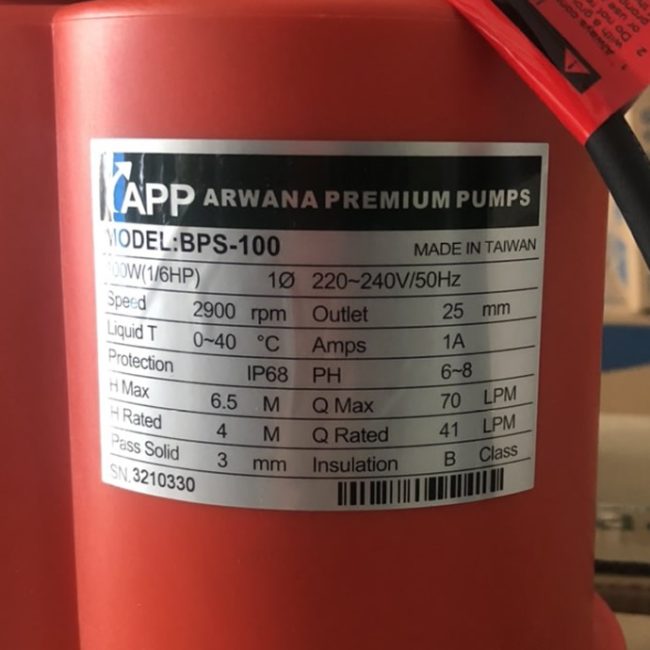 APP ARWANA PREMIUM PUMPS
MODEL:BPS-100 MADE IN TAIWAN
100W(1/6HP) 1Ø 220~240V/50Hz
Speed 2900 rpm Outlet 25 mm
Liquid T 0~40 °C Amps 1A
Protection IP68 PH 6~8
H Max 6.5 M Q Max 70 LPM
H Rated 4 M Q Rated 41 LPM
Pass Solid 3 mm Insulation B Class
SN.3210330